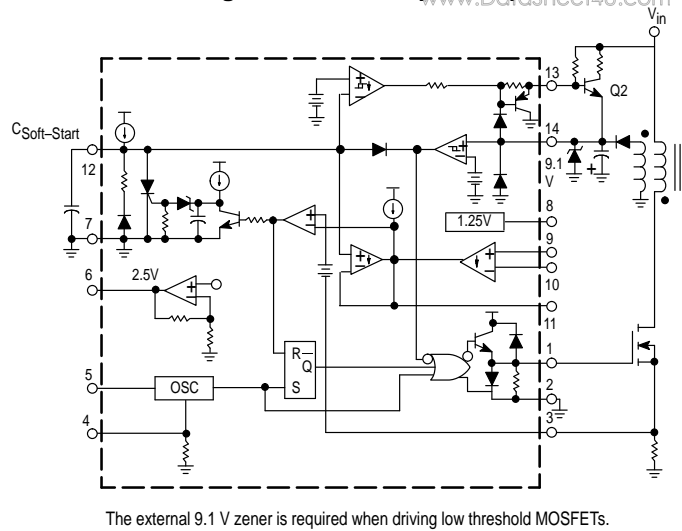 www.DataSheet4U.com
Vin
13
Q2
14
9.1
V
CSoft–Start
12
7
6
2.5V
1.25V
8
9
10
11
R
Q
S
1
2
3
5
OSC
4
+
–
The external 9.1 V zener is required when driving low threshold MOSFETs.